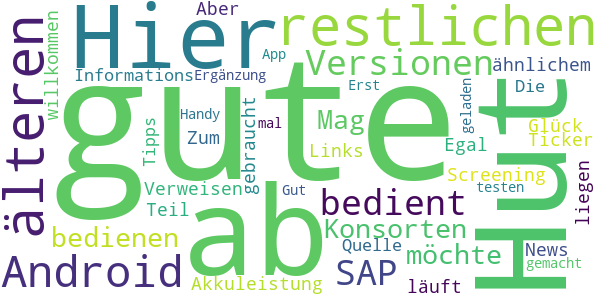 Hier
gute
ab
Hut
restlichen
Versionen
älteren
Android
SAP
bedient
bedienen
Konsorten
möchte
Mag
Aber
willkommen
Informations
Ergänzung
App
Erst
ähnlichem
Die
geladen
Glück
Ticker
Egal
Links
Handy
mal
Zum
gebraucht
Tipps
Verweisen
Teil
Gut
testen
Screening
liegen
Quelle
News
gemacht
läuft
Akkuleistung